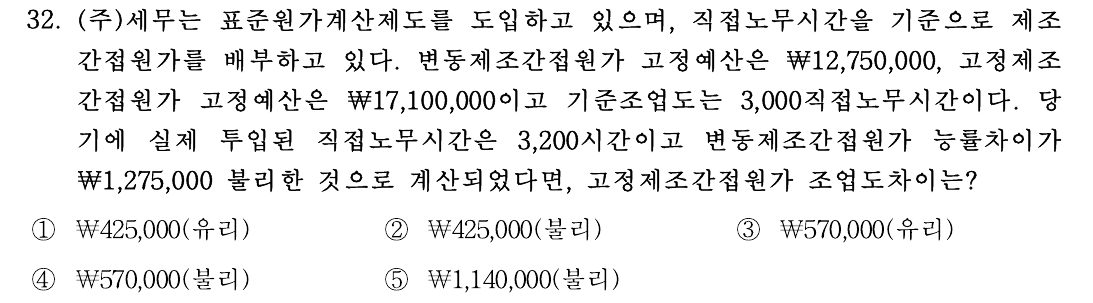 32. (주)세무는 표준원가계산제도를 도입하고 있으며, 직접노무시간을 기준으로 제조
간접원가를 배부하고 있다. 변동제조간접원가 고정예산은 ₩12,750,000, 고정제조
간접원가 고정예산은 ₩17,100,000이고 기준조업도는 3,000직접노무시간이다. 당
기에 실제 투입된 직접노무시간은 3,200시간이고 변동제조간접원가 능률차이가
₩1,275,000 불리한 것으로 계산되었다면, 고정제조간접원가 조업도차이는?
① ₩425,000(유리) ② ₩425,000(불리) ③ ₩570,000(유리)
④ ₩570,000(불리) ⑤ ₩1,140,000(불리)